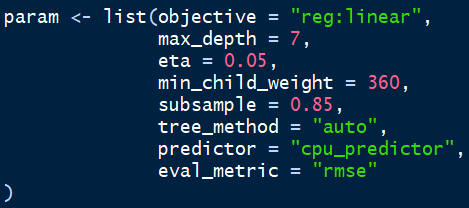 param <- list(objective = "reg:linear",
max_depth = 7,
eta = 0.05,
min_child_weight = 360,
subsample = 0.85,
tree_method = "auto",
predictor = "cpu_predictor",
eval_metric = "rmse"
)